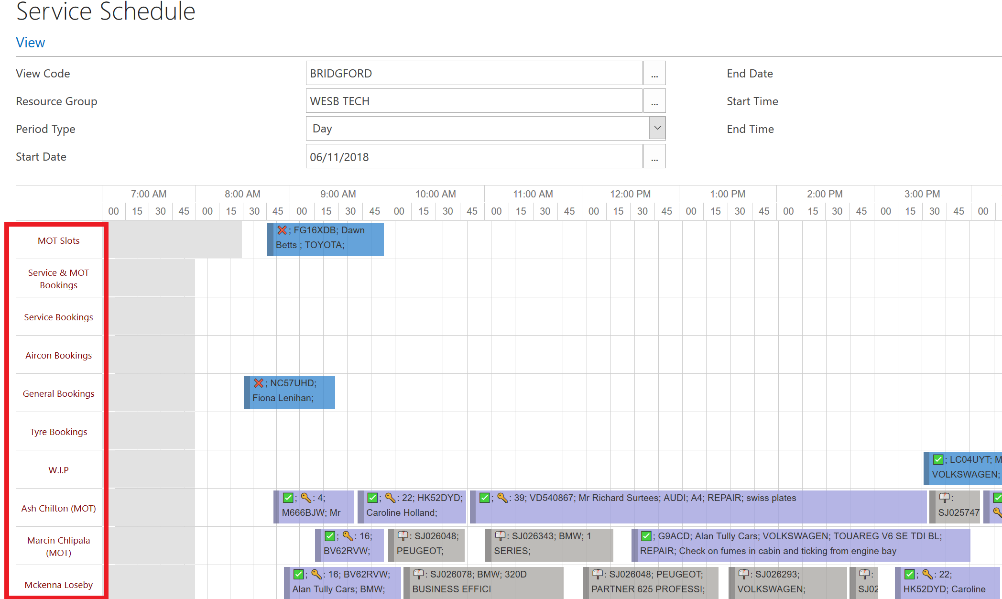 Service Schedule
View
View Code BRIDGFORD ... End Date
Resource Group WESB TECH ... Start Time
Period Type Day End Time
Start Date 06/11/2018 ...
7:00 AM 8:00 AM 9:00 AM 10:00 AM 11:00 AM 12:00 PM 1:00 PM 2:00 PM 3:00 PM
00 15 30 45 00 15 30 45 00 15 30 45 00 15 30 45 00 15 30 45 00 15 30 45 00 15 30 45 00 15 30 45 00 15 30 45 00
MOT Slots
; FG16XDB; Dawn
Betts ; TOYOTA;
Service & MOT
Bookings
Service Bookings
Aircon Bookings
General Bookings
; NC57UHD;
Fiona Lenihan;
Tyre Bookings
W.I.P
; LC04UYT; M
VOLKSWAGEN;
Ash Chilton (MOT)
; ; 4;
M666BJW; Mr
; ; 22; HK52DYD;
Caroline Holland;
; ; 39; VD540867; Mr Richard Surtees; AUDI; A4; REPAIR; swiss plates
:
SJ025747
Marcin Chlipala
(MOT)
; ; 16;
BV62RVW;
: SJ026048;
PEUGEOT;
: SJ026343; BMW; 1
SERIES;
; G9ACD; Alan Tully Cars; VOLKSWAGEN; TOUAREG V6 SE TDI BL;
REPAIR; Check on fumes in cabin and ticking from engine bay
Mckenna Loseby
; ; 16; BV62RVW;
Alan Tully Cars; BMW;
: SJ026078; BMW; 320D
BUSINESS EFFICI
: SJ026048; PEUGEOT;
PARTNER 625 PROFESSI;
: SJ026293;
VOLKSWAGEN;
:
SJ02
; ; 22;
HK52DYD; Caroline